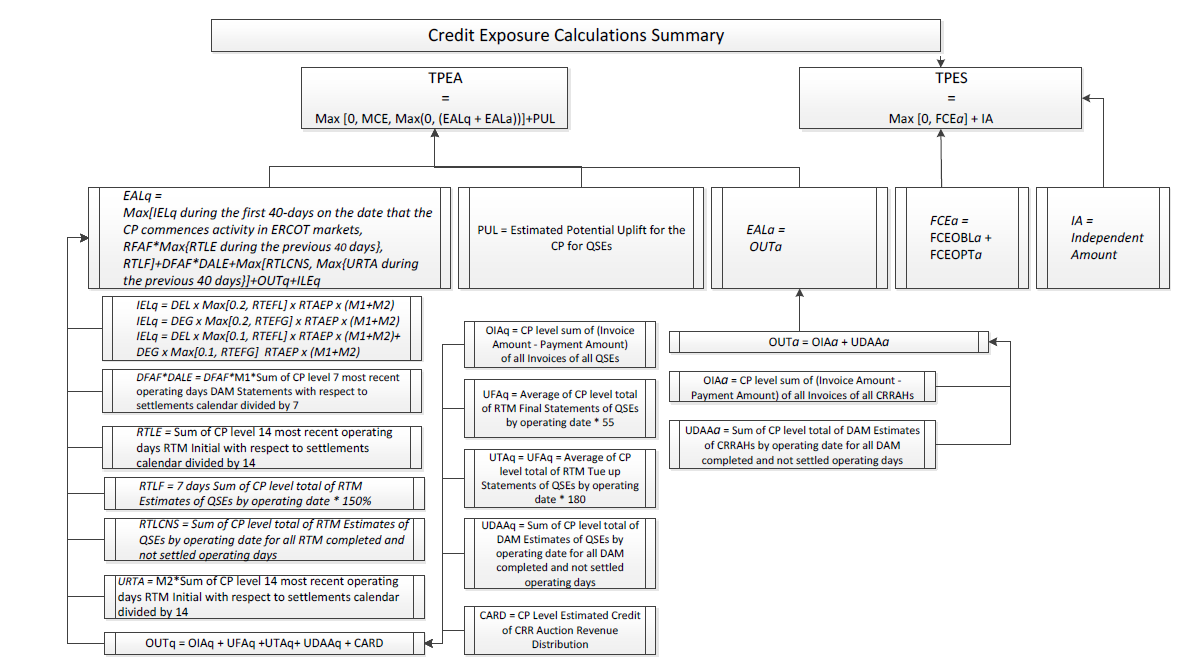 Credit Exposure Calculations Summary
TPEA
=
Max [0, MCE, Max(0, (EALq + EALa))]+PUL
TPES
=
Max [0, FCEa] + IA
EALq =
Max[IELq during the first 40-days on the date that the
CP commences activity in ERCOT markets,
RFAF*Max{RTLE during the previous 40 days},
RTLF]+DFAF*DALE+Max[RTLCNS, Max{URTA during
the previous 40 days}]+OUTq+ILEq
PUL = Estimated Potential Uplift for the
CP for QSEs
EALa =
OUTa
FCEa =
FCEOBLa +
FCEOPTa
IA =
Independent
Amount
IELq = DEL x Max[0.2, RTEFL] x RTAEP x (M1+M2)
IELq = DEG x Max[0.2, RTEFG] x RTAEP x (M1+M2)
IELq = DEL x Max[0.1, RTEFL] x RTAEP x (M1+M2)+
DEG x Max[0.1, RTEFG] RTAEP x (M1+M2)
DFAF*DALE = DFAF*M1*Sum of CP level 7 most recent
operating days DAM Statements with respect to
settlements calendar divided by 7
RTLE = Sum of CP level 14 most recent operating
days RTM Initial with respect to settlements
calendar divided by 14
RTLF = 7 days Sum of CP level total of RTM
Estimates of QSEs by operating date * 150%
RTLCNS = Sum of CP level total of RTM Estimates of
QSEs by operating date for all RTM completed and
not settled operating days
URTA = M2*Sum of CP level 14 most recent operating
days RTM Initial with respect to settlements calendar
divided by 14
OUTq = OIAq + UFAq +UTAq+ UDAAq + CARD
OIAq = CP level sum of (Invoice
Amount - Payment Amount)
of all Invoices of all QSEs
UFAq = Average of CP level total
of RTM Final Statements of QSEs
by operating date * 55
UTAq = UFAq = Average of CP
level total of RTM Tue up
Statements of QSEs by operating
date * 180
UDAAq = Sum of CP level total of
DAM Estimates of QSEs by
operating date for all DAM
completed and not settled
operating days
CARD = CP Level Estimated Credit
of CRR Auction Revenue
Distribution
OUTa = OIAa + UDAAa
OIAa = CP level sum of (Invoice Amount -
Payment Amount) of all Invoices of all CRRAHs
UDAAa = Sum of CP level total of DAM Estimates
of CRRAHs by operating date for all DAM
completed and not settled operating days